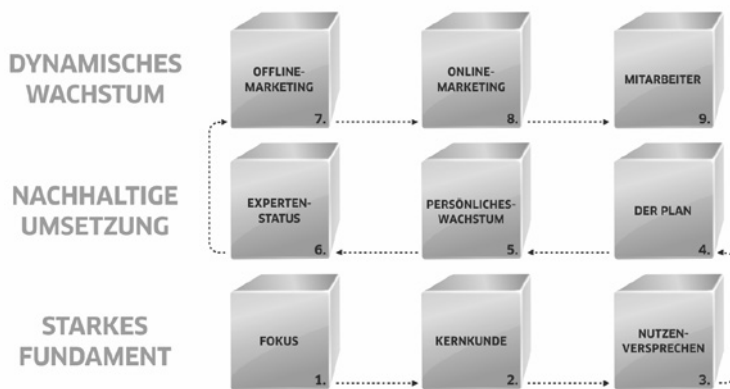 DYNAMISCHES
WACHSTUM
OFFLINE-
MARKETING
7.
ONLINE-
MARKETING
8.
MITARBEITER
9.
NACHHALTIGE
UMSETZUNG
EXPERTEN-
STATUS
6.
PERSÖNLICHES-
WACHSTUM
5.
DER PLAN
4.
STARKES
FUNDAMENT
FOKUS
1.
KERNKUNDE
2.
NUTZEN-
VERSPRECHEN
3.